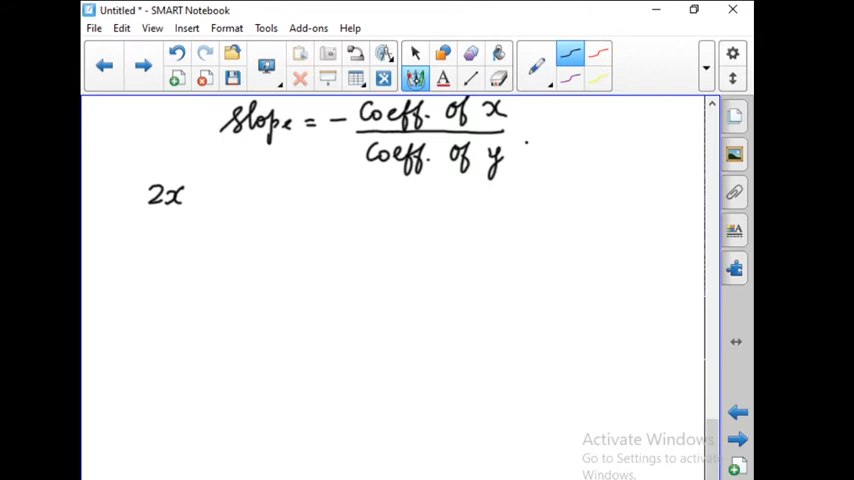 Untitled * - SMART Notebook
File Edit View Insert Format Tools Add-ons Help
Slope = - Coeff. of x
Coeff. of y
2x
Activate Windows
Go to Settings to activate
Windows.